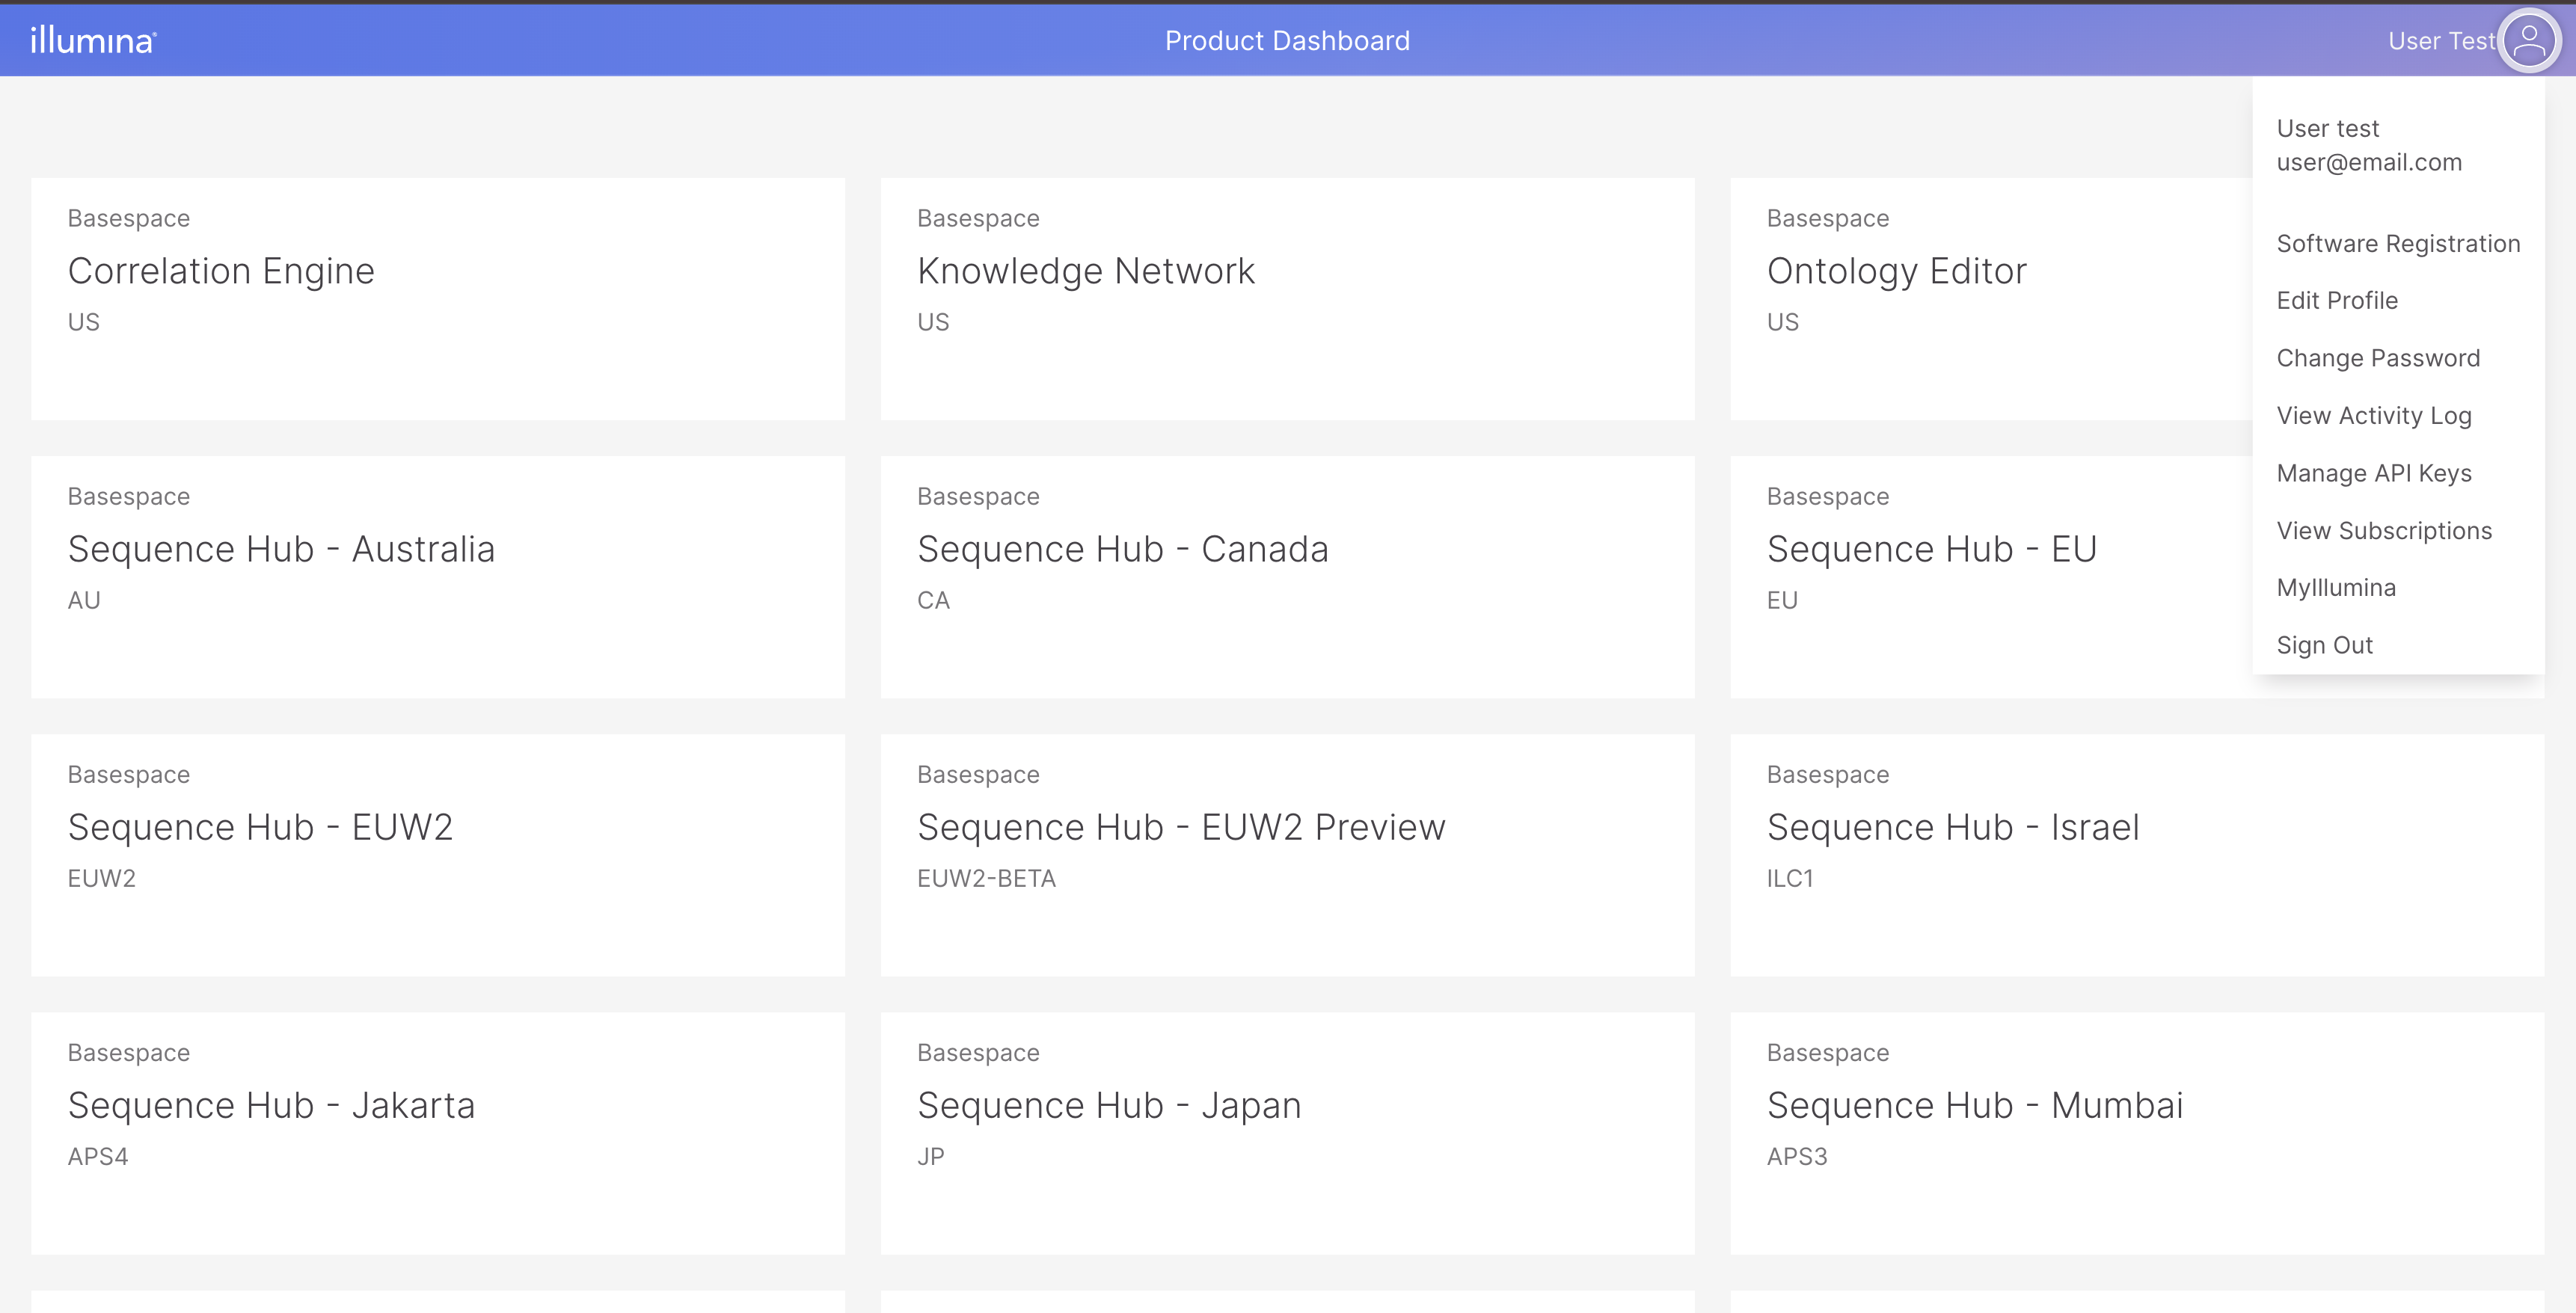 illumina®
Product Dashboard
User Test
User test
user@email.com
Software Registration
Edit Profile
Change Password
View Activity Log
Manage API Keys
View Subscriptions
MyIllumina
Sign Out
Basespace
Correlation Engine
US
Basespace
Knowledge Network
US
Basespace
Ontology Editor
US
Basespace
Sequence Hub - Australia
AU
Basespace
Sequence Hub - Canada
CA
Basespace
Sequence Hub - EU
EU
Basespace
Sequence Hub - EUW2
EUW2
Basespace
Sequence Hub - EUW2 Preview
EUW2-BETA
Basespace
Sequence Hub - Israel
ILC1
Basespace
Sequence Hub - Jakarta
APS4
Basespace
Sequence Hub - Japan
JP
Basespace
Sequence Hub - Mumbai
APS3